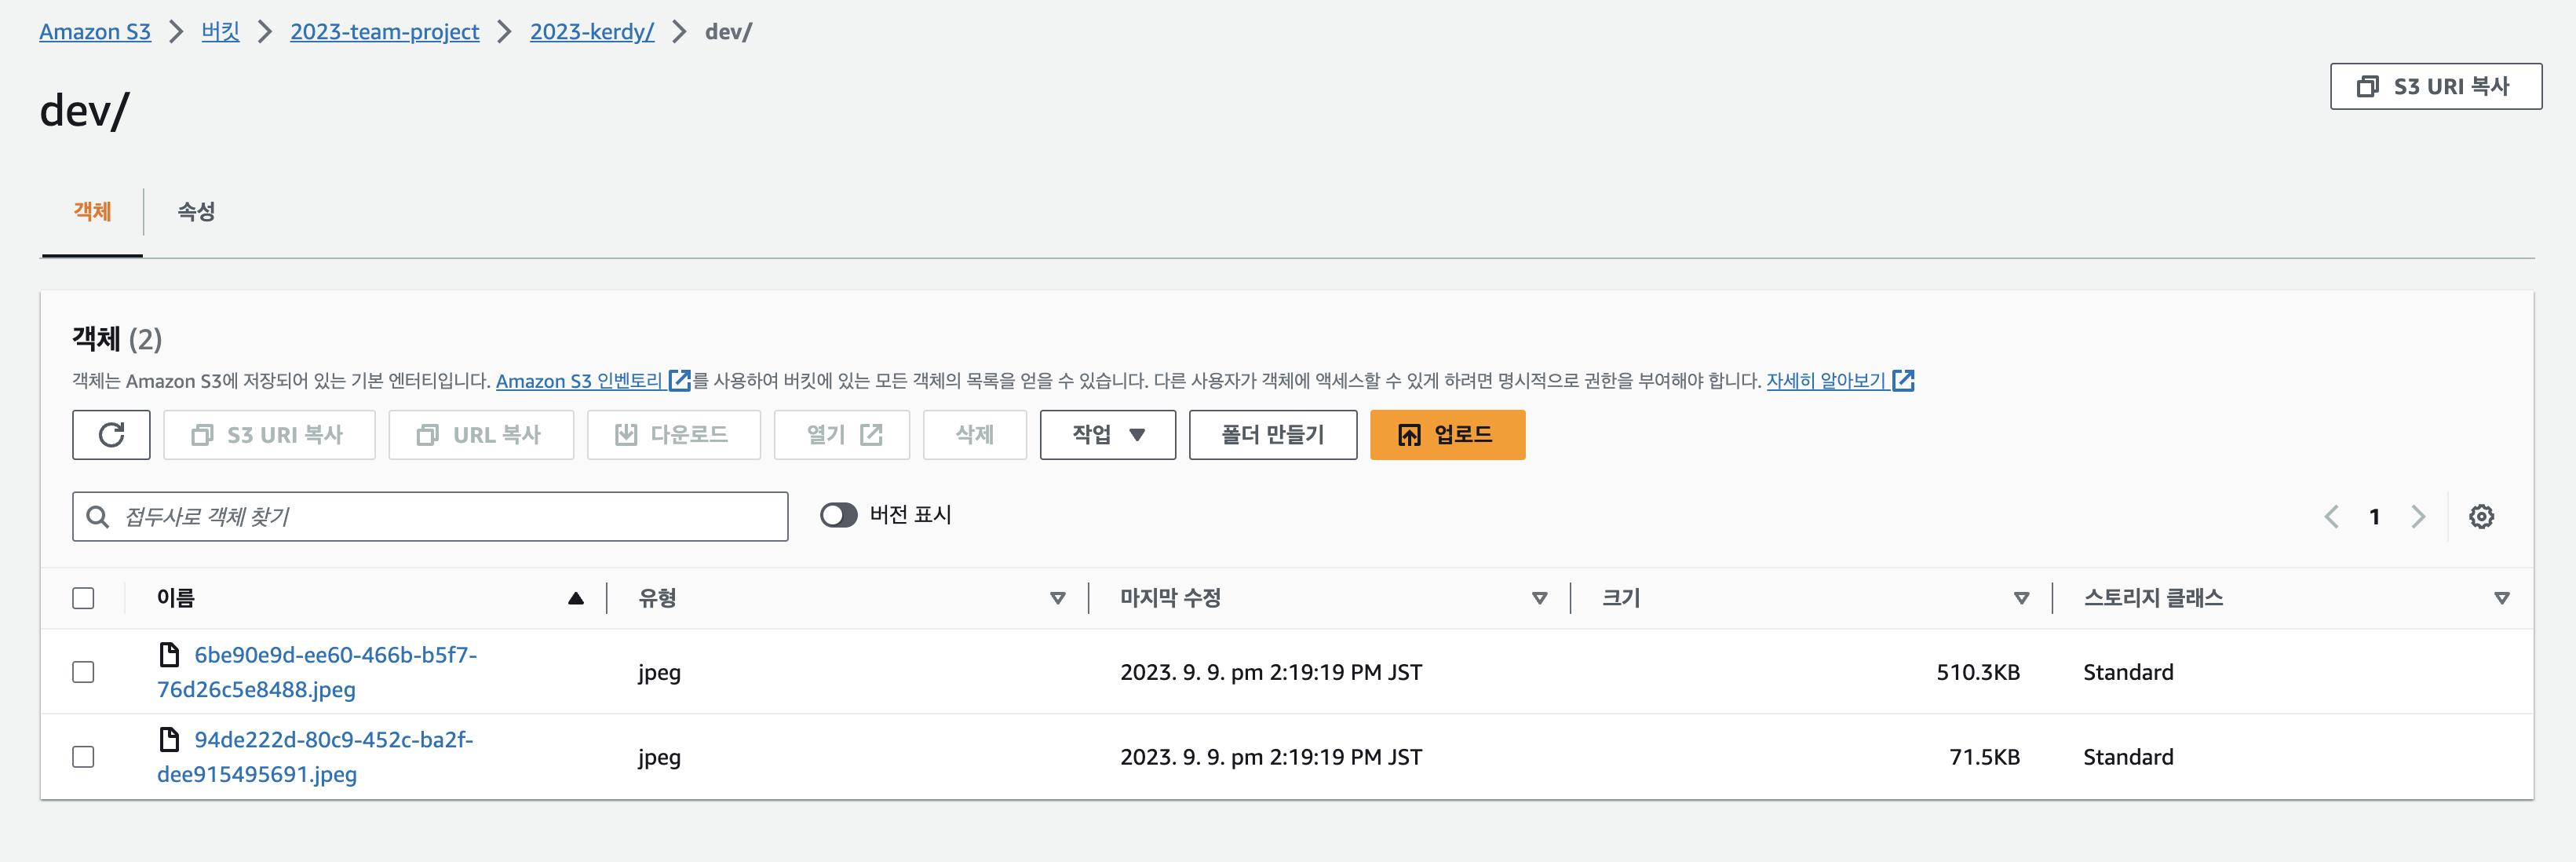 Amazon S3 > 버킷 > 2023-team-project > 2023-kerdy/ > dev/
S3 URI 복사
dev/
객체 속성
객체 (2)
객체는 Amazon S3에 저장되어 있는 기본 엔터티입니다. Amazon S3 인벤토리 를 사용하여 버킷에 있는 모든 객체의 목록을 얻을 수 있습니다. 다른 사용자가 객체에 액세스할 수 있게 하려면 명시적으로 권한을 부여해야 합니다. 자세히 알아보기
S3 URI 복사 URL 복사 다운로드 열기 삭제 작업 폴더 만들기 업로드
접두사로 객체 찾기 버전 표시 1
이름 유형 마지막 수정 크기 스토리지 클래스
6be90e9d-ee60-466b-b5f7-
76d26c5e8488.jpeg
jpeg 2023. 9. 9. pm 2:19:19 PM JST 510.3KB Standard
94de222d-80c9-452c-ba2f-
dee915495691.jpeg
jpeg 2023. 9. 9. pm 2:19:19 PM JST 71.5KB Standard